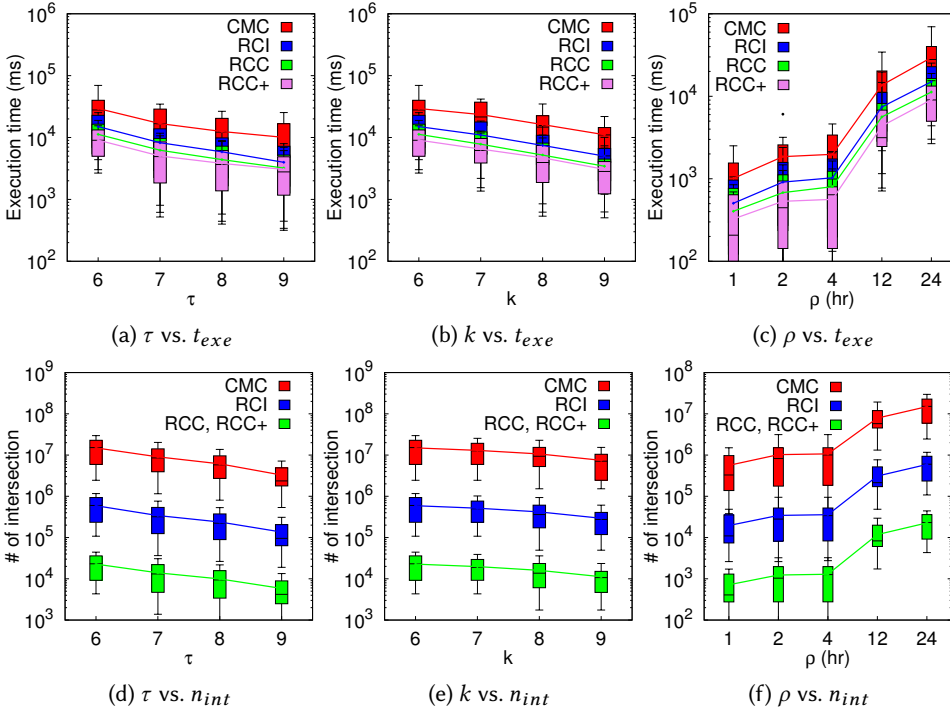 Execution time (ms)
10^6
10^5
10^4
10^3
10^2
CMC
RCI
RCC
RCC+
6 7 8 9
τ
(a) τ vs. t_exe
Execution time (ms)
10^6
10^5
10^4
10^3
10^2
CMC
RCI
RCC
RCC+
6 7 8 9
k
(b) k vs. t_exe
Execution time (ms)
10^5
10^4
10^3
10^2
CMC
RCI
RCC
RCC+
1 2 4 12 24
ρ (hr)
(c) ρ vs. t_exe
# of intersection
10^9
10^8
10^7
10^6
10^5
10^4
10^3
CMC
RCI
RCC, RCC+
6 7 8 9
τ
(d) τ vs. n_int
# of intersection
10^9
10^8
10^7
10^6
10^5
10^4
10^3
CMC
RCI
RCC, RCC+
6 7 8 9
k
(e) k vs. n_int
# of intersection
10^8
10^7
10^6
10^5
10^4
10^3
10^2
CMC
RCI
RCC, RCC+
1 2 4 12 24
ρ (hr)
(f) ρ vs. n_int